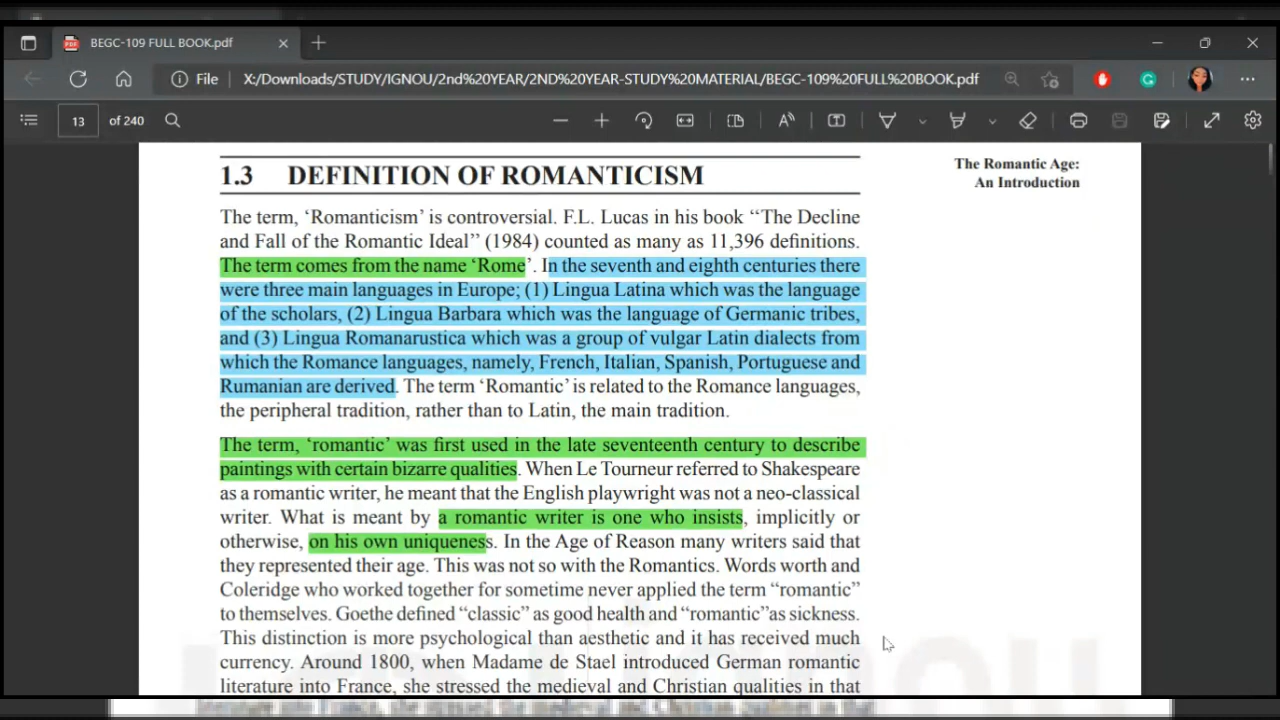 BEGC-109 FULL BOOK.pdf
File X:/Downloads/STUDY/IGNOU/2nd%20YEAR/2ND%20YEAR-STUDY%20MATERIAL/BEGC-109%20FULL%20BOOK.pdf
13 of 240
1.3 DEFINITION OF ROMANTICISM
The Romantic Age:
An Introduction
The term, ‘Romanticism’ is controversial. F.L. Lucas in his book ‘‘The Decline
and Fall of the Romantic Ideal’’ (1984) counted as many as 11,396 definitions.
The term comes from the name ‘Rome’. In the seventh and eighth centuries there
were three main languages in Europe; (1) Lingua Latina which was the language
of the scholars, (2) Lingua Barbara which was the language of Germanic tribes,
and (3) Lingua Romanarustica which was a group of vulgar Latin dialects from
which the Romance languages, namely, French, Italian, Spanish, Portuguese and
Rumanian are derived. The term ‘Romantic’ is related to the Romance languages,
the peripheral tradition, rather than to Latin, the main tradition.
The term, ‘romantic’ was first used in the late seventeenth century to describe
paintings with certain bizarre qualities. When Le Tourneur referred to Shakespeare
as a romantic writer, he meant that the English playwright was not a neo-classical
writer. What is meant by a romantic writer is one who insists, implicitly or
otherwise, on his own uniqueness. In the Age of Reason many writers said that
they represented their age. This was not so with the Romantics. Words worth and
Coleridge who worked together for sometime never applied the term “romantic”
to themselves. Goethe defined “classic” as good health and “romantic”as sickness.
This distinction is more psychological than aesthetic and it has received much
currency. Around 1800, when Madame de Stael introduced German romantic
literature into France, she stressed the medieval and Christian qualities in that